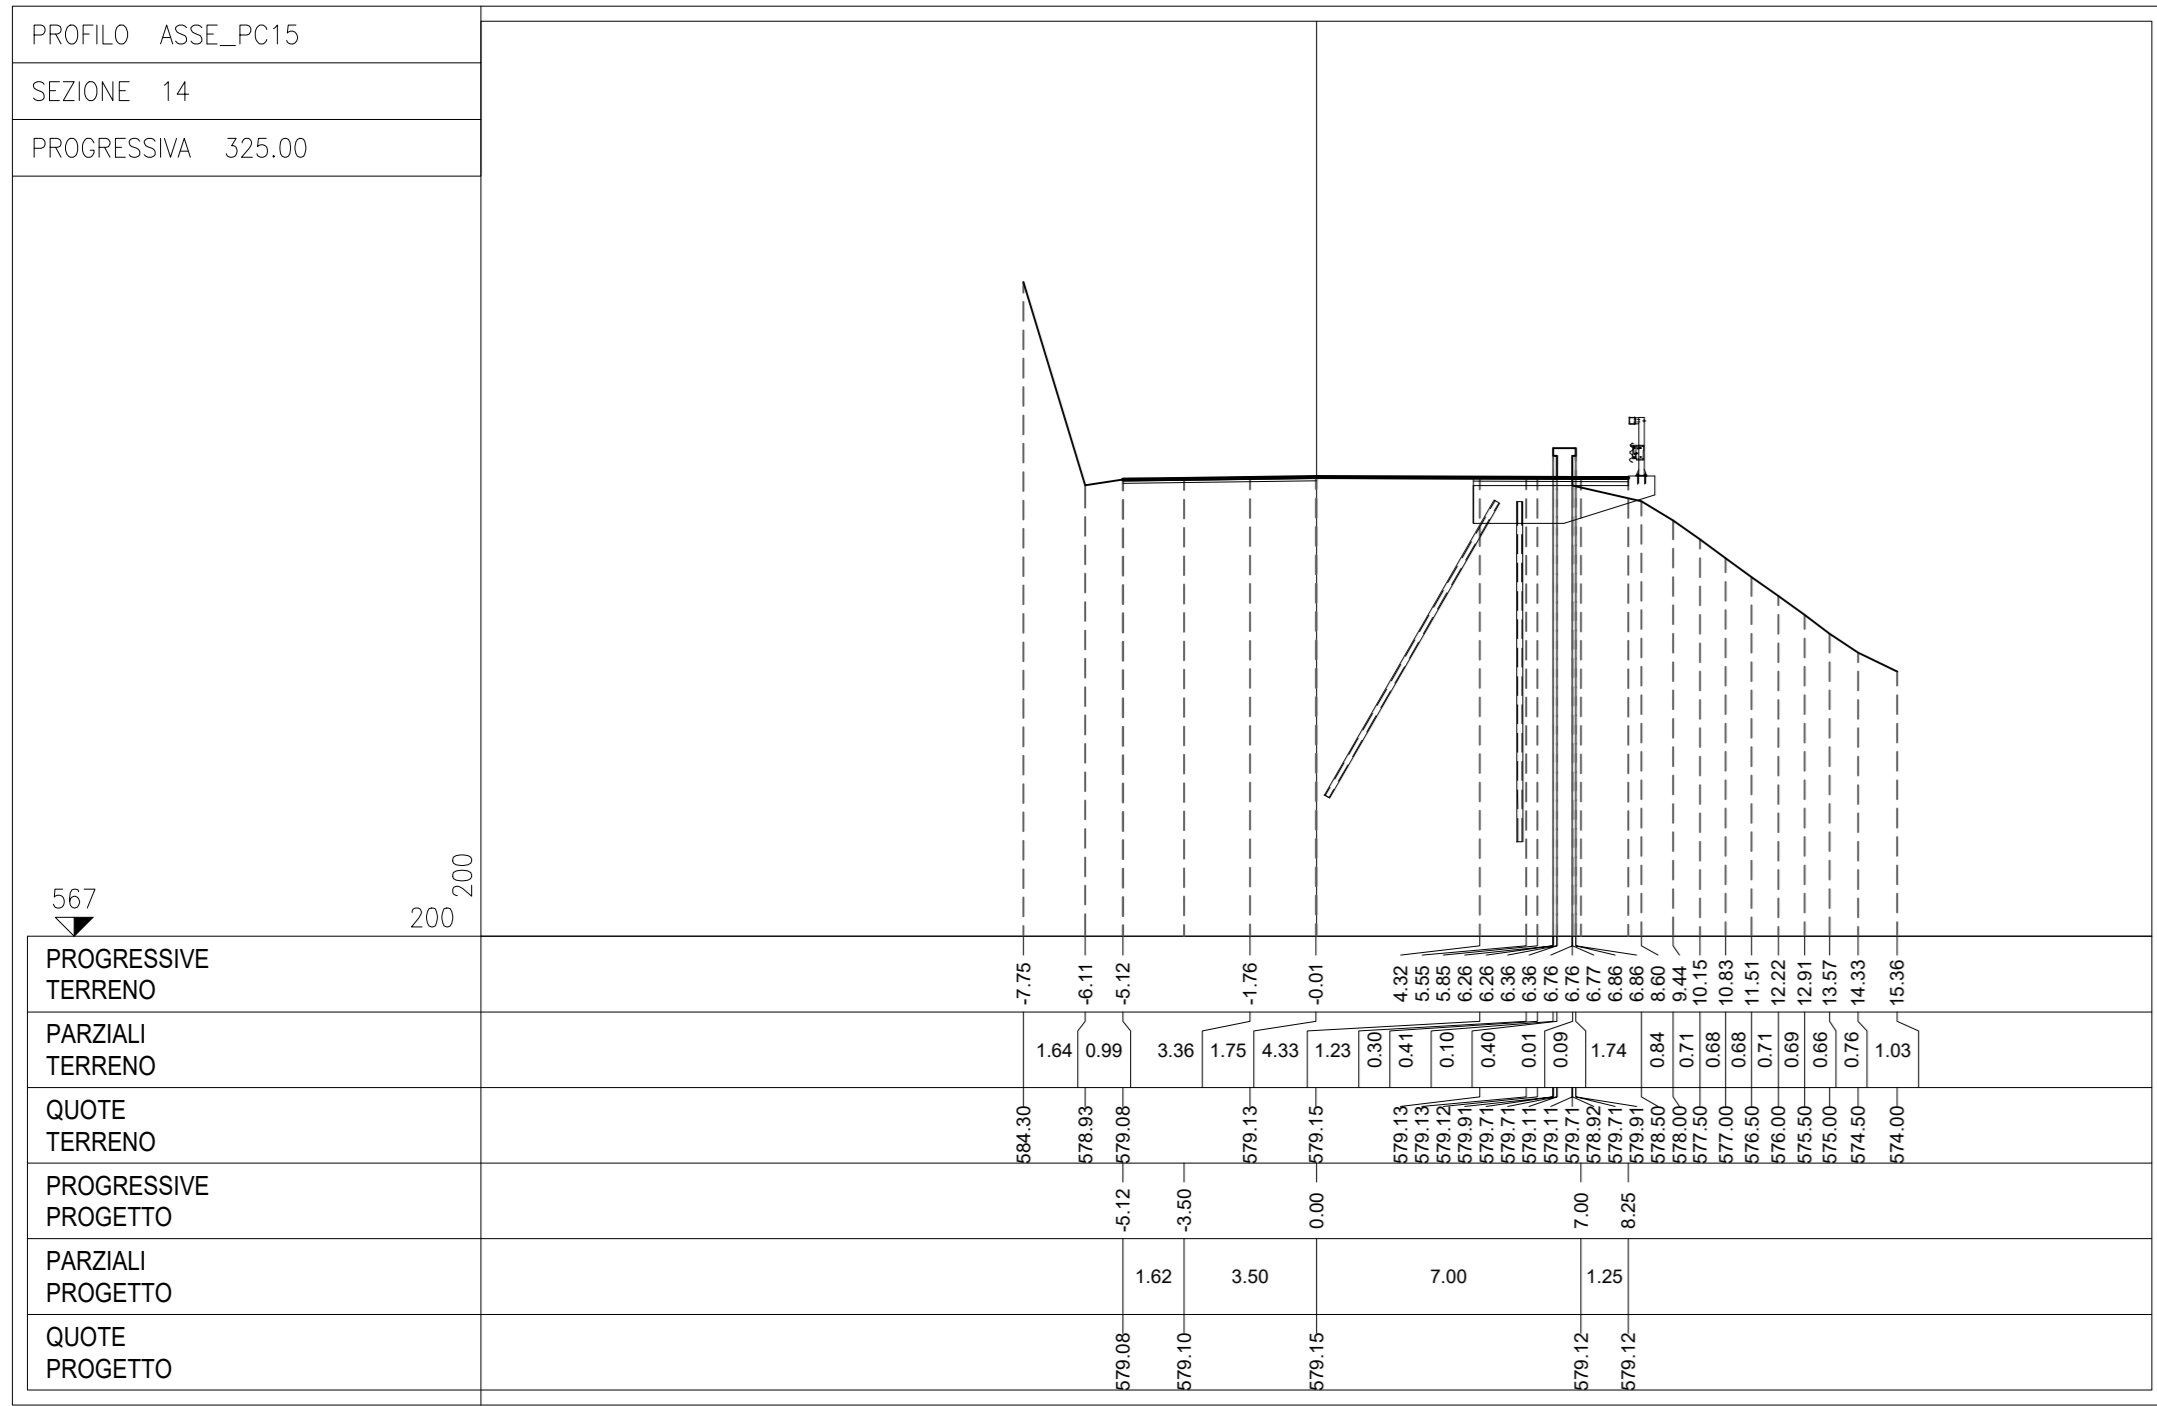 PROFILO ASSE_PC15
SEZIONE 14
PROGRESSIVA 325.00
200
567
200
PROGRESSIVE
TERRENO
-7.75 -6.11 -5.12 -1.76 -0.01 4.32 5.55 5.85 6.26 6.26 6.36 6.36 6.76 6.76 6.77 6.86 6.86 8.60 9.44 10.15 10.83 11.51 12.22 12.91 13.57 14.33 15.36
PARZIALI
TERRENO
1.64 0.99 3.36 1.75 4.33 1.23 0.30 0.41 0.10 0.40 0.01 0.09 1.74 0.84 0.71 0.68 0.68 0.71 0.69 0.66 0.76 1.03
QUOTE
TERRENO
584.30 578.93 579.08 579.13 579.15 579.13 579.13 579.12 579.91 579.71 579.71 579.11 579.11 579.71 578.92 579.71 579.91 578.50 578.00 577.50 577.00 576.50 576.00 575.50 575.00 574.50 574.00
PROGRESSIVE
PROGETTO
-5.12 -3.50 0.00 7.00 8.25
PARZIALI
PROGETTO
1.62 3.50 7.00 1.25
QUOTE
PROGETTO
579.08 579.10 579.15 579.12 579.12